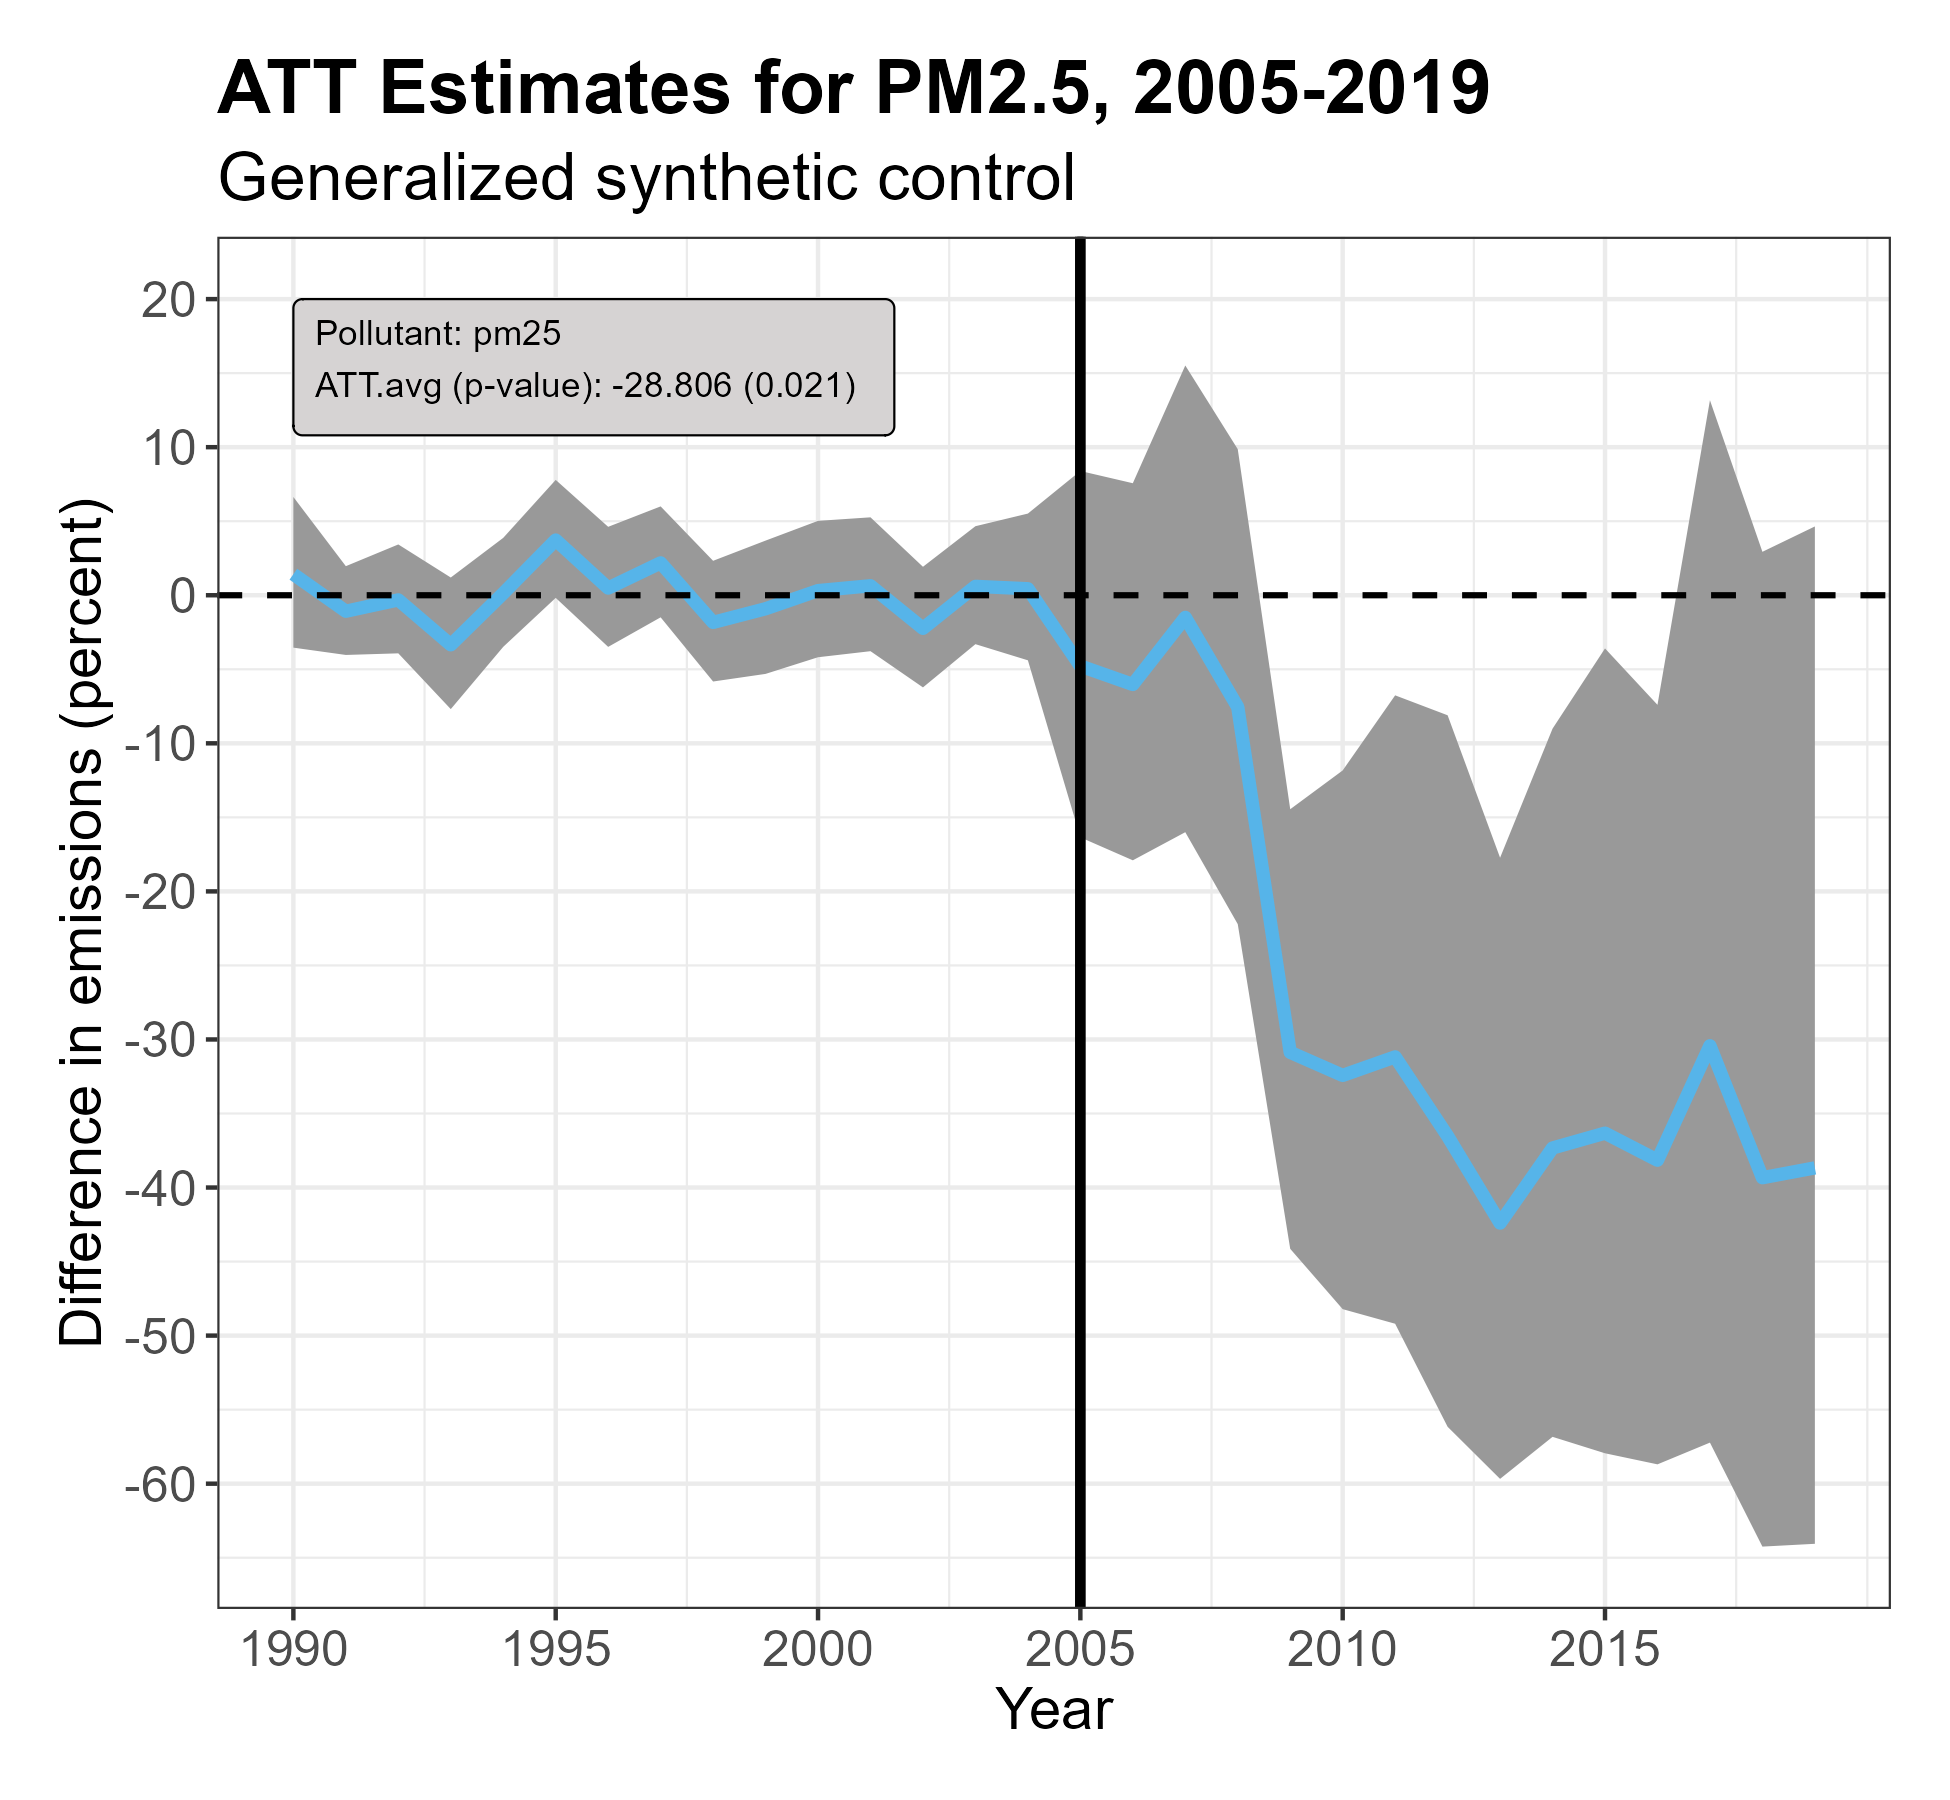 ATT Estimates for PM2.5, 2005-2019
Generalized synthetic control
Difference in emissions (percent)
20
10
0
-10
-20
-30
-40
-50
-60
Pollutant: pm25
ATT.avg (p-value): -28.806 (0.021)
1990 1995 2000 2005 2010 2015
Year